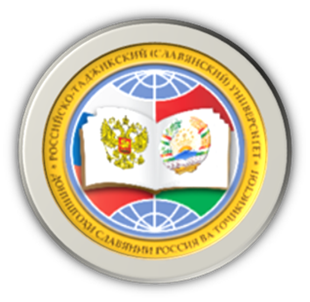 РОССИЙСКО-ТАДЖИКСКИЙ (СЛАВЯНСКИЙ) УНИВЕРСИТЕТ
ДОНИШГОҲИ СЛАВЯНИИ РОССИЯ ВА ТОҶИКИСТОН